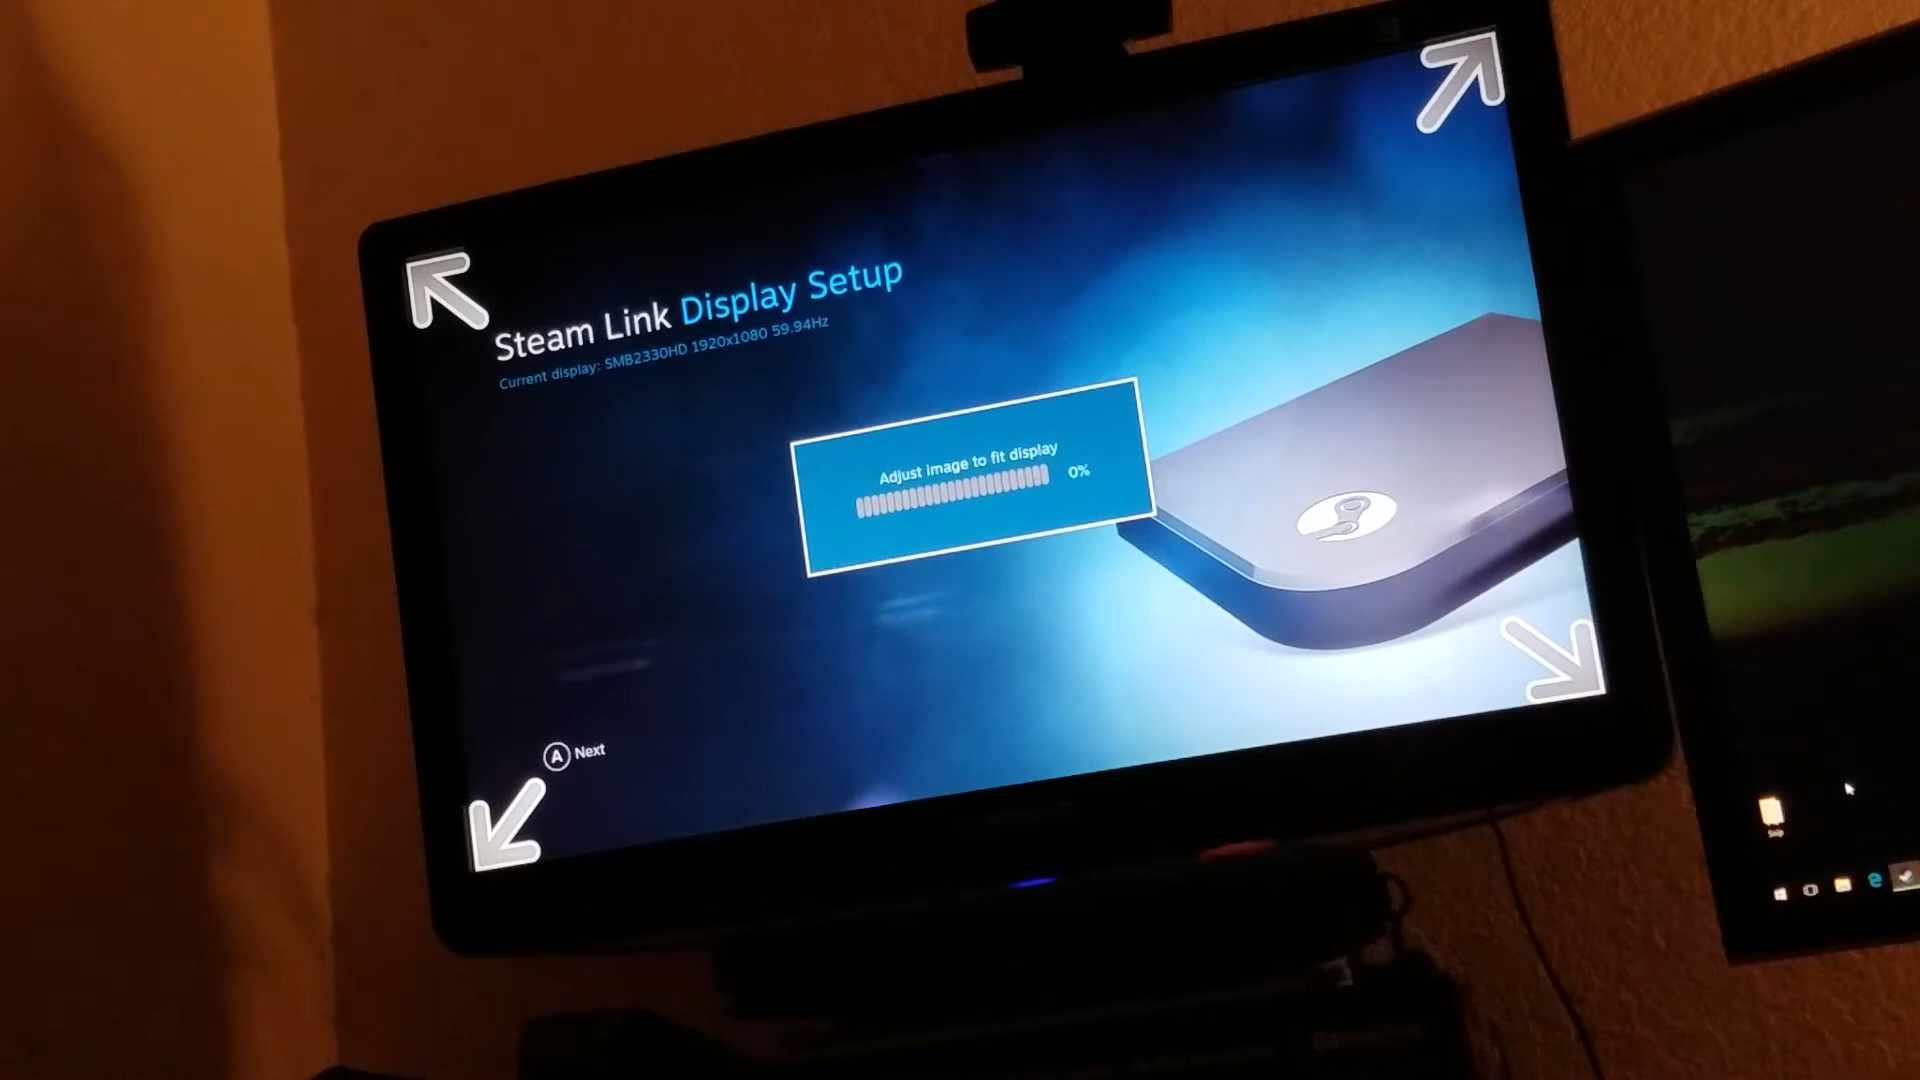 Steam Link Display Setup
Current display: SMB2330HD 1920x1080 59.94Hz
Adjust image to fit display
0%
A Next